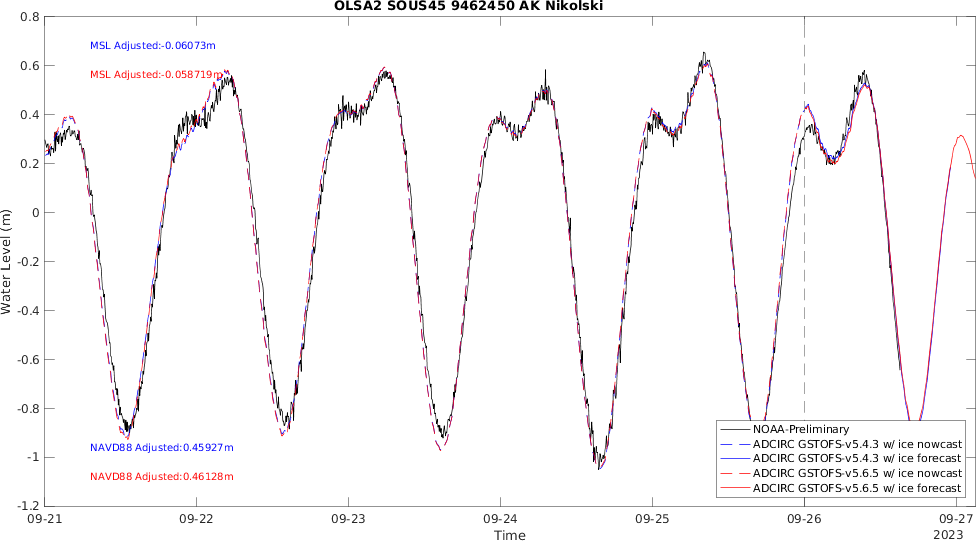 OLSA2 SOUS45 9462450 AK Nikolski
0.8
0.6
0.4
0.2
0
-0.2
-0.4
-0.6
-0.8
-1
-1.2
Water Level (m)
MSL Adjusted:-0.06073m
MSL Adjusted:-0.058719m
NAVD88 Adjusted:0.45927m
NAVD88 Adjusted:0.46128m
NOAA-Preliminary
ADCIRC GSTOFS-v5.4.3 w/ ice nowcast
ADCIRC GSTOFS-v5.4.3 w/ ice forecast
ADCIRC GSTOFS-v5.6.5 w/ ice nowcast
ADCIRC GSTOFS-v5.6.5 w/ ice forecast
09-21 09-22 09-23 09-24 09-25 09-26 09-27
Time
2023